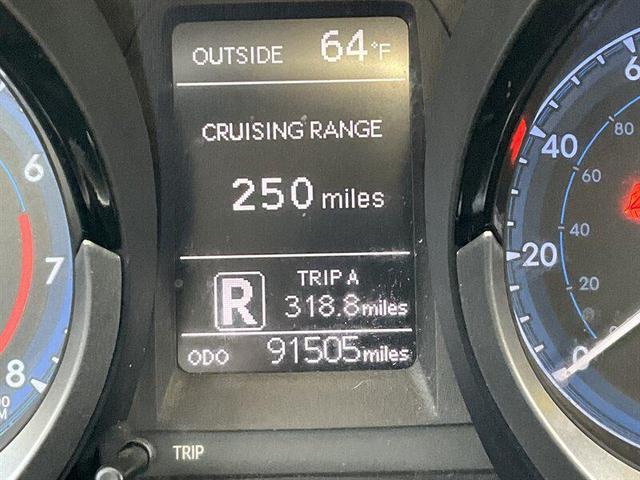 OUTSIDE 64°F
CRUISING RANGE
250 miles
R TRIP A
318.8 miles
ODO 91505 miles
TRIP
6
7
8
40
20
0
80
60
40
20